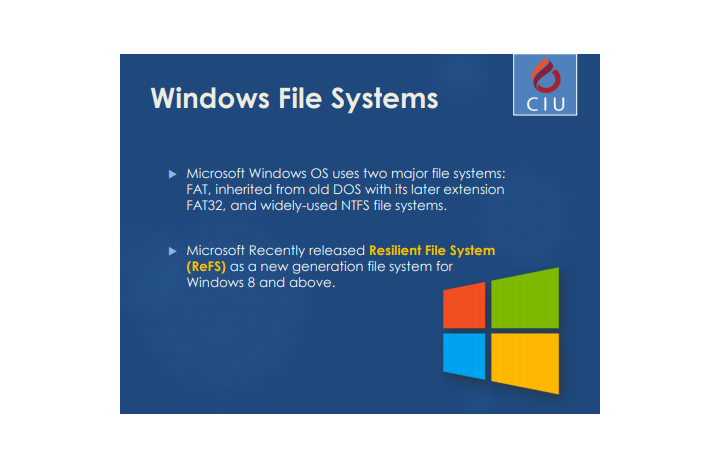 Windows File Systems
CIU
Microsoft Windows OS uses two major file systems:
FAT, inherited from old DOS with its later extension
FAT32, and widely-used NTFS file systems.
Microsoft Recently released Resilient File System
(ReFS) as a new generation file system for
Windows 8 and above.